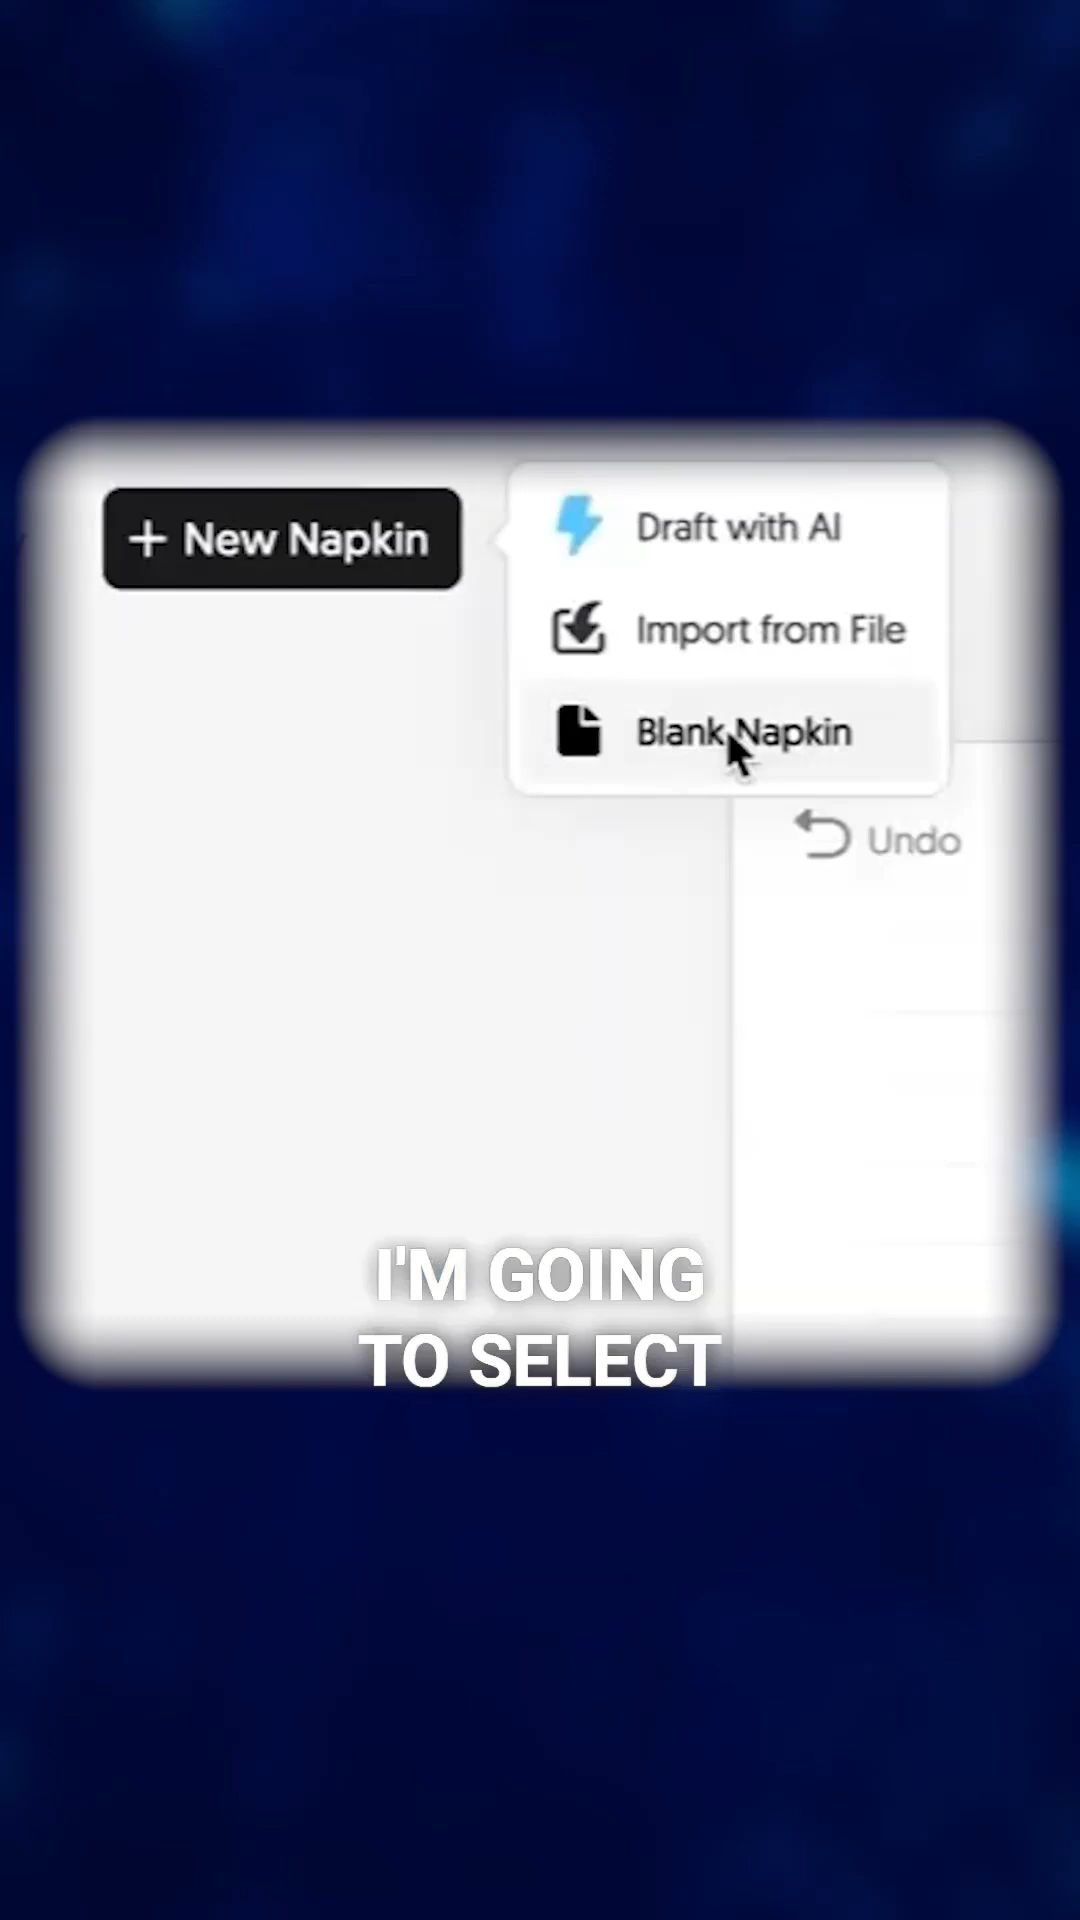 + New Napkin
Draft with AI
Import from File
Blank Napkin
Undo
I'M GOING
TO SELECT